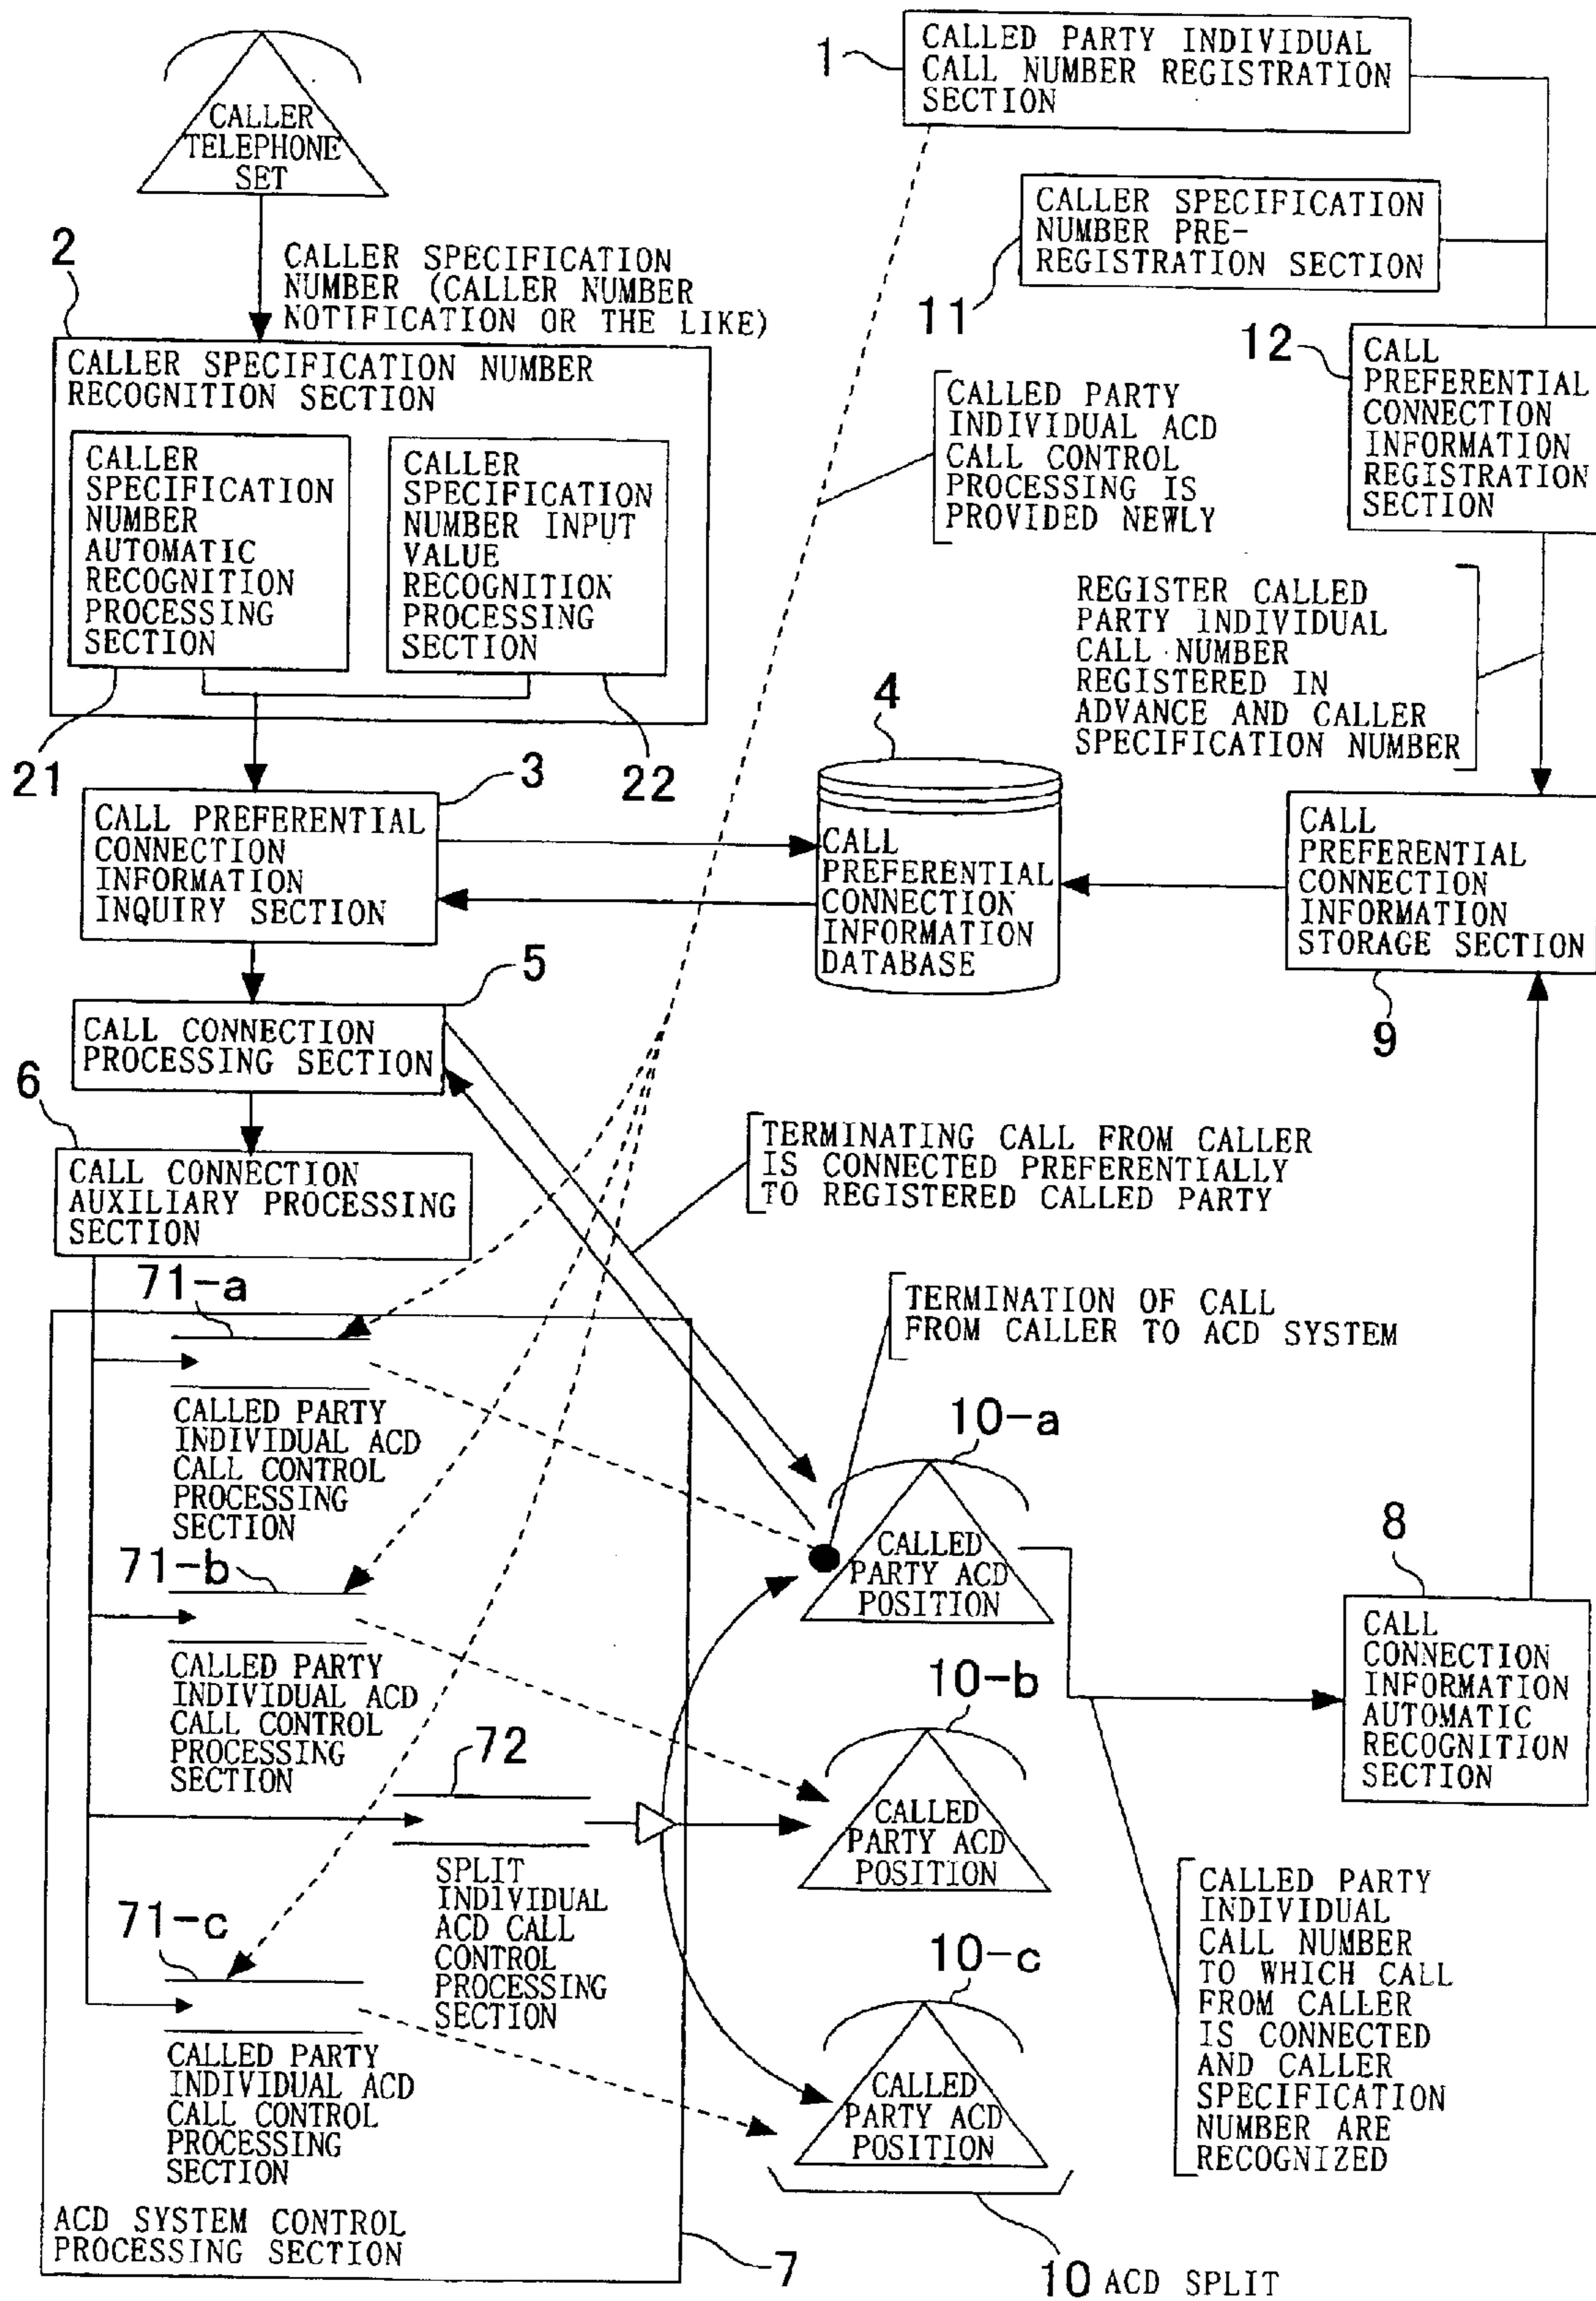 CALLER
TELEPHONE
SET
1
CALLED PARTY INDIVIDUAL
CALL NUMBER REGISTRATION
SECTION
CALLER SPECIFICATION
NUMBER PRE-
REGISTRATION SECTION
11
2
CALLER SPECIFICATION
NUMBER (CALLER NUMBER
NOTIFICATION OR THE LIKE)
CALLER SPECIFICATION NUMBER
RECOGNITION SECTION
CALLER
SPECIFICATION
NUMBER
AUTOMATIC
RECOGNITION
PROCESSING
SECTION
21
CALLER
SPECIFICATION
NUMBER INPUT
VALUE
RECOGNITION
PROCESSING
SECTION
22
CALLED PARTY
INDIVIDUAL ACD
CALL CONTROL
PROCESSING IS
PROVIDED NEWLY
12
CALL
PREFERENTIAL
CONNECTION
INFORMATION
REGISTRATION
SECTION
REGISTER CALLED
PARTY INDIVIDUAL
CALL NUMBER
REGISTERED IN
ADVANCE AND CALLER
SPECIFICATION NUMBER
3
CALL PREFERENTIAL
CONNECTION
INFORMATION
INQUIRY SECTION
4
CALL
PREFERENTIAL
CONNECTION
INFORMATION
DATABASE
CALL
PREFERENTIAL
CONNECTION
INFORMATION
STORAGE SECTION
9
5
CALL CONNECTION
PROCESSING SECTION
6
CALL CONNECTION
AUXILIARY PROCESSING
SECTION
TERMINATING CALL FROM CALLER
IS CONNECTED PREFERENTIALLY
TO REGISTERED CALLED PARTY
TERMINATION OF CALL
FROM CALLER TO ACD SYSTEM
71-a
CALLED PARTY
INDIVIDUAL ACD
CALL CONTROL
PROCESSING
SECTION
71-b
CALLED PARTY
INDIVIDUAL ACD
CALL CONTROL
PROCESSING
SECTION
72
SPLIT
INDIVIDUAL
ACD CALL
CONTROL
PROCESSING
SECTION
71-c
CALLED PARTY
INDIVIDUAL ACD
CALL CONTROL
PROCESSING
SECTION
ACD SYSTEM CONTROL
PROCESSING SECTION
7
10-a
CALLED
PARTY ACD
POSITION
10-b
CALLED
PARTY ACD
POSITION
10-c
CALLED
PARTY ACD
POSITION
10 ACD SPLIT
8
CALL
CONNECTION
INFORMATION
AUTOMATIC
RECOGNITION
SECTION
CALLED PARTY
INDIVIDUAL
CALL NUMBER
TO WHICH CALL
FROM CALLER
IS CONNECTED
AND CALLER
SPECIFICATION
NUMBER ARE
RECOGNIZED